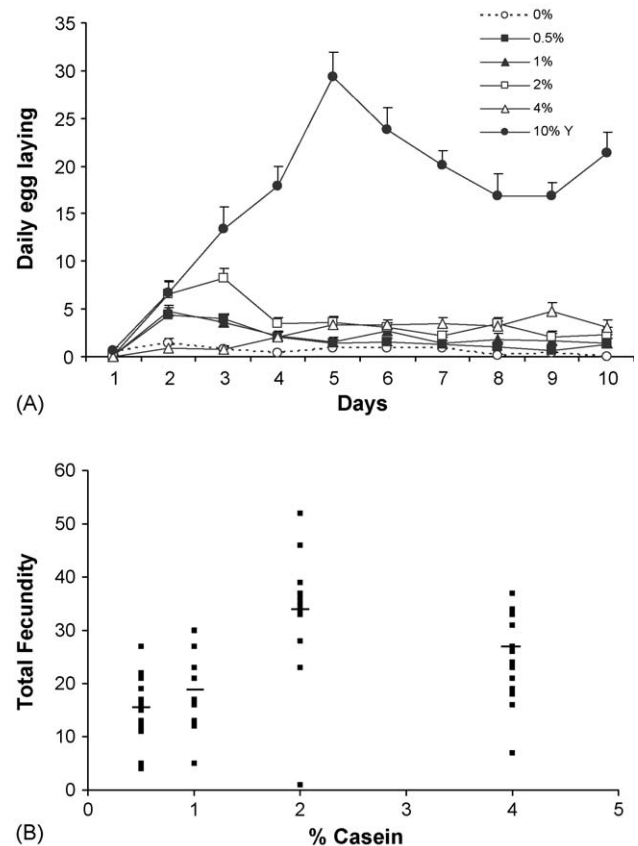 0%
0.5%
1%
2%
4%
10% Y
35
30
25
20
15
10
5
0
Daily egg laying
1 2 3 4 5 6 7 8 9 10
Days
(A)
60
50
40
30
20
10
0
Total Fecundity
0 1 2 3 4 5
% Casein
(B)